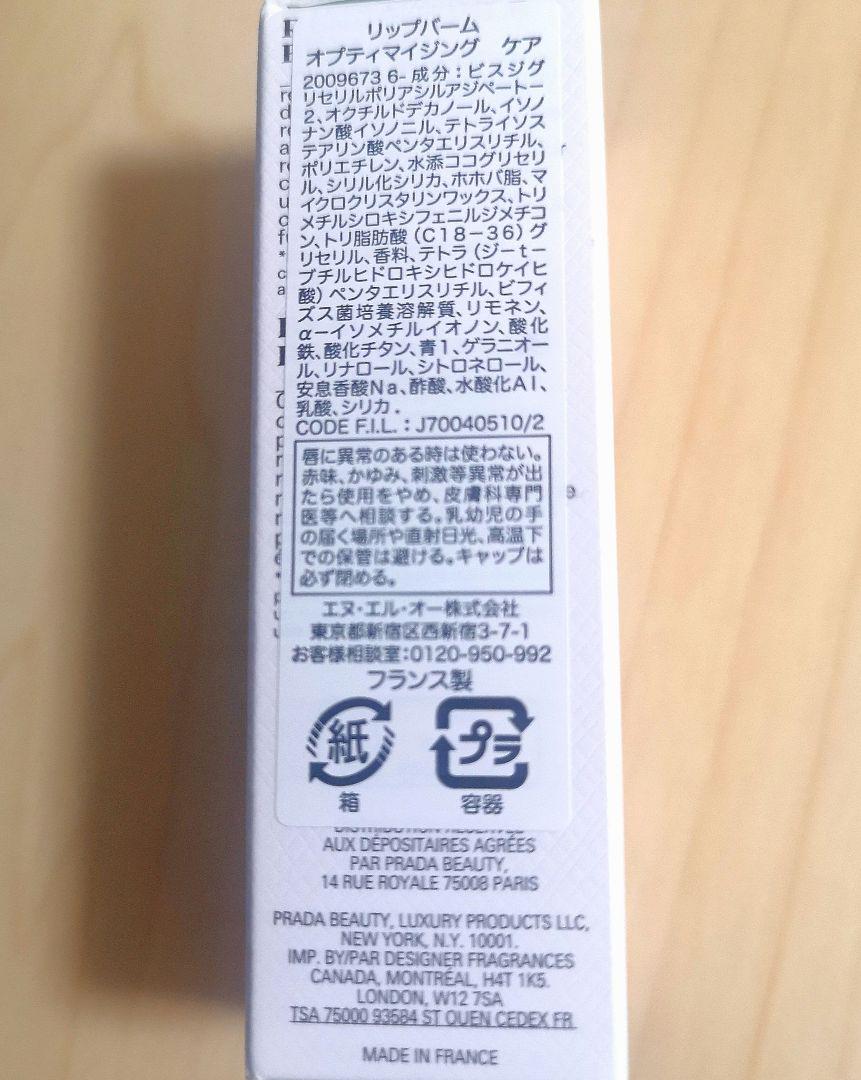 リップバーム
オプティマイジング　ケア
2009673 6- 成分：ビスジグ
リセリルポリアシルアジペートー
2、オクチルドデカノール、イソノ
ナン酸イソノニル、テトライソス
テアリン酸ペンタエリスリチル、
ポリエチレン、水添ココグリセリ
ル、シリル化シリカ、ホホバ脂、マ
イクロクリスタリンワックス、トリ
メチルシロキシフェニルジメチコ
ン、トリ脂肪酸（C18－36）グ
リセリル、香料、テトラ（ジーｔ－
ブチルヒドロキシヒドロケイヒ
酸）ペンタエリスリチル、ビフィ
ズス菌培養溶解質、リモネン、
α－イソメチルイオノン、酸化
鉄、酸化チタン、青1、ゲラニオー
ル、リナロール、シトロネロール、
安息香酸Ｎａ、酢酸、水酸化ＡＩ、
乳酸、シリカ．
CODE F.I.L. : J70040510/2
唇に異常のある時は使わない。
赤味、かゆみ、刺激等異常が出
たら使用をやめ、皮膚科専門
医等へ相談する。乳幼児の手
の届く場所や直射日光、高温下
での保管は避ける。キャップは
必ず閉める。
エヌ・エル・オー株式会社
東京都新宿区西新宿3-7-1
お客様相談室：0120-950-992
フランス製
紙 プラ
箱 容器
DISTRIBUTION RÉSERVÉE
AUX DÉPOSITAIRES AGRÉES
PAR PRADA BEAUTY,
14 RUE ROYALE 75008 PARIS
PRADA BEAUTY, LUXURY PRODUCTS LLC,
NEW YORK, N.Y. 10001.
IMP. BY/PAR DESIGNER FRAGRANCES
CANADA, MONTRÉAL, H4T 1K5.
LONDON, W12 7SA
TSA 75000 93584 ST OUEN CEDEX FR
MADE IN FRANCE